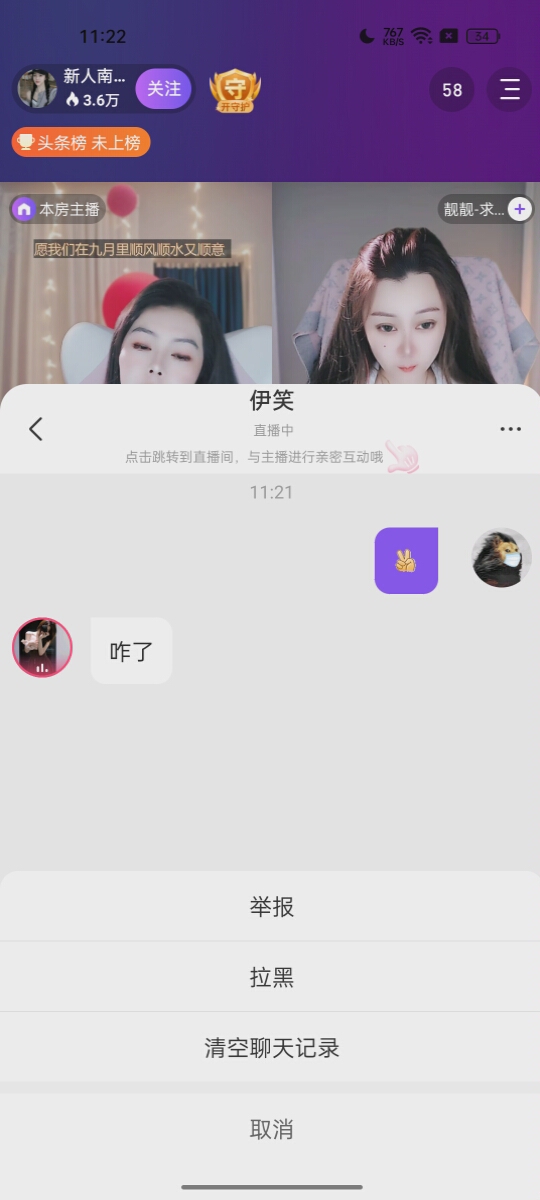 11:22
767
KB/S
34
新人南...
3.6万
关注
守
开守护
58
头条榜 未上榜
本房主播
靓靓-求...
愿我们在九月里顺风顺水又顺意
伊笑
直播中
点击跳转到直播间，与主播进行亲密互动哦
11:21
咋了
举报
拉黑
清空聊天记录
取消